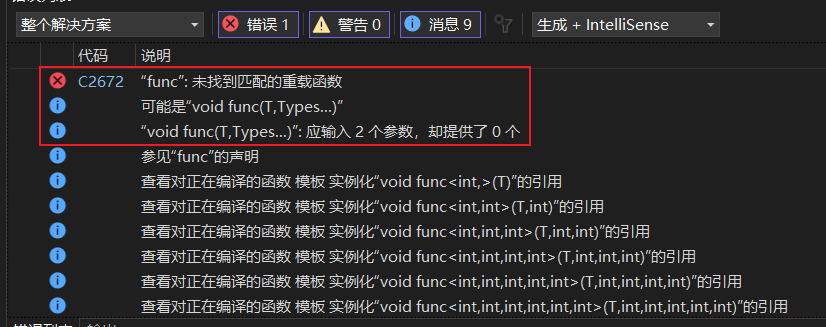 整个解决方案 错误 1 警告 0 消息 9 生成 + IntelliSense
代码 说明
C2672 “func”: 未找到匹配的重载函数
可能是“void func(T,Types...)”
“void func(T,Types...)”: 应输入 2 个参数，却提供了 0 个
参见“func”的声明
查看对正在编译的函数 模板 实例化“void func<int,>(T)”的引用
查看对正在编译的函数 模板 实例化“void func<int,int>(T,int)”的引用
查看对正在编译的函数 模板 实例化“void func<int,int,int>(T,int,int)”的引用
查看对正在编译的函数 模板 实例化“void func<int,int,int,int>(T,int,int,int)”的引用
查看对正在编译的函数 模板 实例化“void func<int,int,int,int,int>(T,int,int,int,int)”的引用
查看对正在编译的函数 模板 实例化“void func<int,int,int,int,int,int>(T,int,int,int,int,int)”的引用